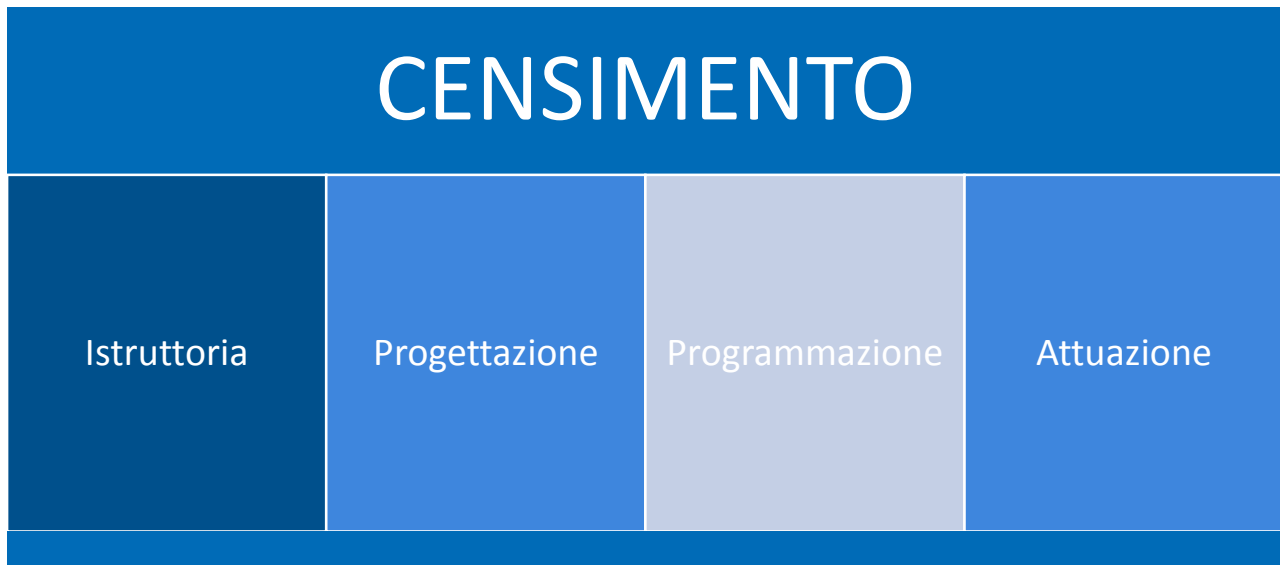 CENSIMENTO
Istruttoria
Progettazione
Programmazione
Attuazione